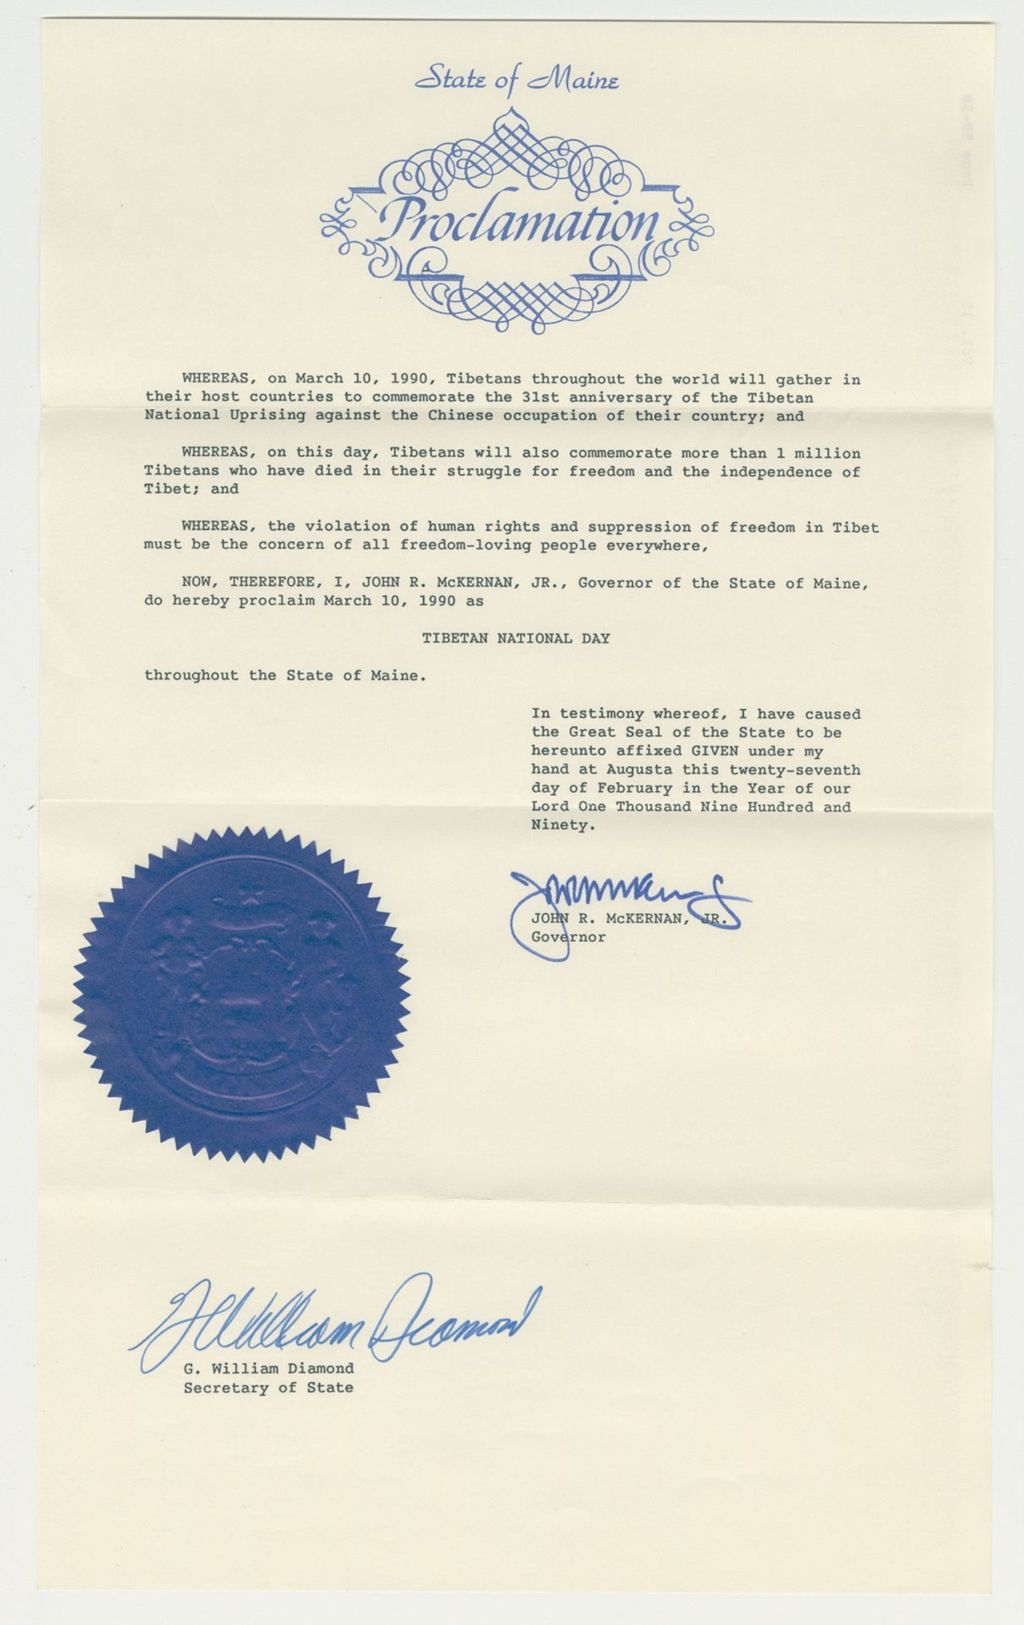 State of Maine
Proclamation
WHEREAS, on March 10, 1990, Tibetans throughout the world will gather in
their host countries to commemorate the 31st anniversary of the Tibetan
National Uprising against the Chinese occupation of their country; and
WHEREAS, on this day, Tibetans will also commemorate more than 1 million
Tibetans who have died in their struggle for freedom and the independence of
Tibet; and
WHEREAS, the violation of human rights and suppression of freedom in Tibet
must be the concern of all freedom-loving people everywhere,
NOW, THEREFORE, I, JOHN R. McKERNAN, JR., Governor of the State of Maine,
do hereby proclaim March 10, 1990 as
TIBETAN NATIONAL DAY
throughout the State of Maine.
In testimony whereof, I have caused
the Great Seal of the State to be
hereunto affixed GIVEN under my
hand at Augusta this twenty-seventh
day of February in the Year of our
Lord One Thousand Nine Hundred and
Ninety.
JOHN R. McKERNAN, JR.
Governor
G. William Diamond
G. William Diamond
Secretary of State